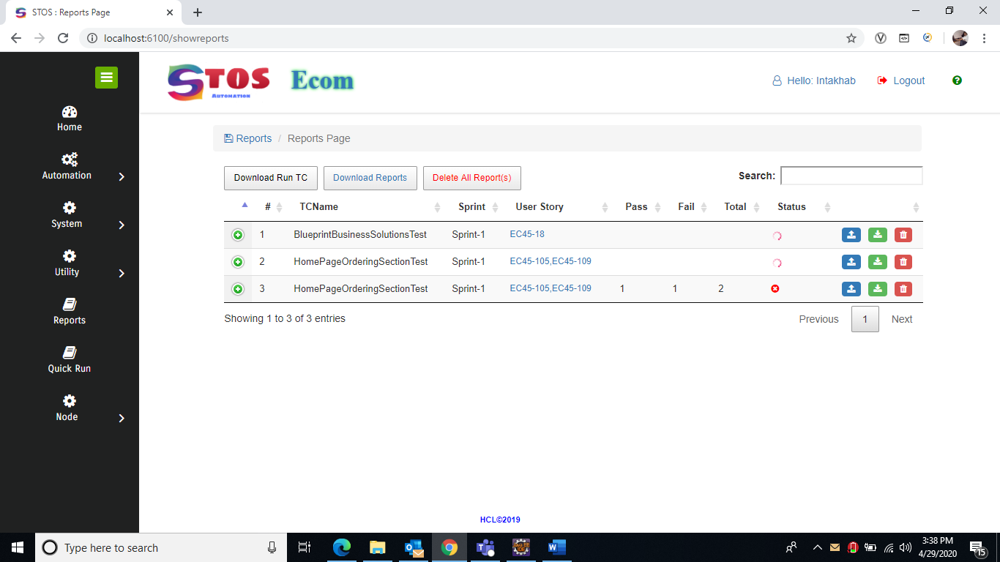 STOS : Reports Page
localhost:6100/showreports
STOS Ecom
AUTOMATION
Hello: Intakhab
Logout
Home
Automation
System
Utility
Reports
Quick Run
Node
Reports / Reports Page
Download Run TC
Download Reports
Delete All Report(s)
Search:
# TCName Sprint User Story Pass Fail Total Status
1 BlueprintBusinessSolutionsTest Sprint-1 EC45-18
2 HomePageOrderingSectionTest Sprint-1 EC45-105,EC45-109
3 HomePageOrderingSectionTest Sprint-1 EC45-105,EC45-109 1 1 2
Showing 1 to 3 of 3 entries
Previous 1 Next
HCL©2019
Type here to search
3:38 PM
4/29/2020
15